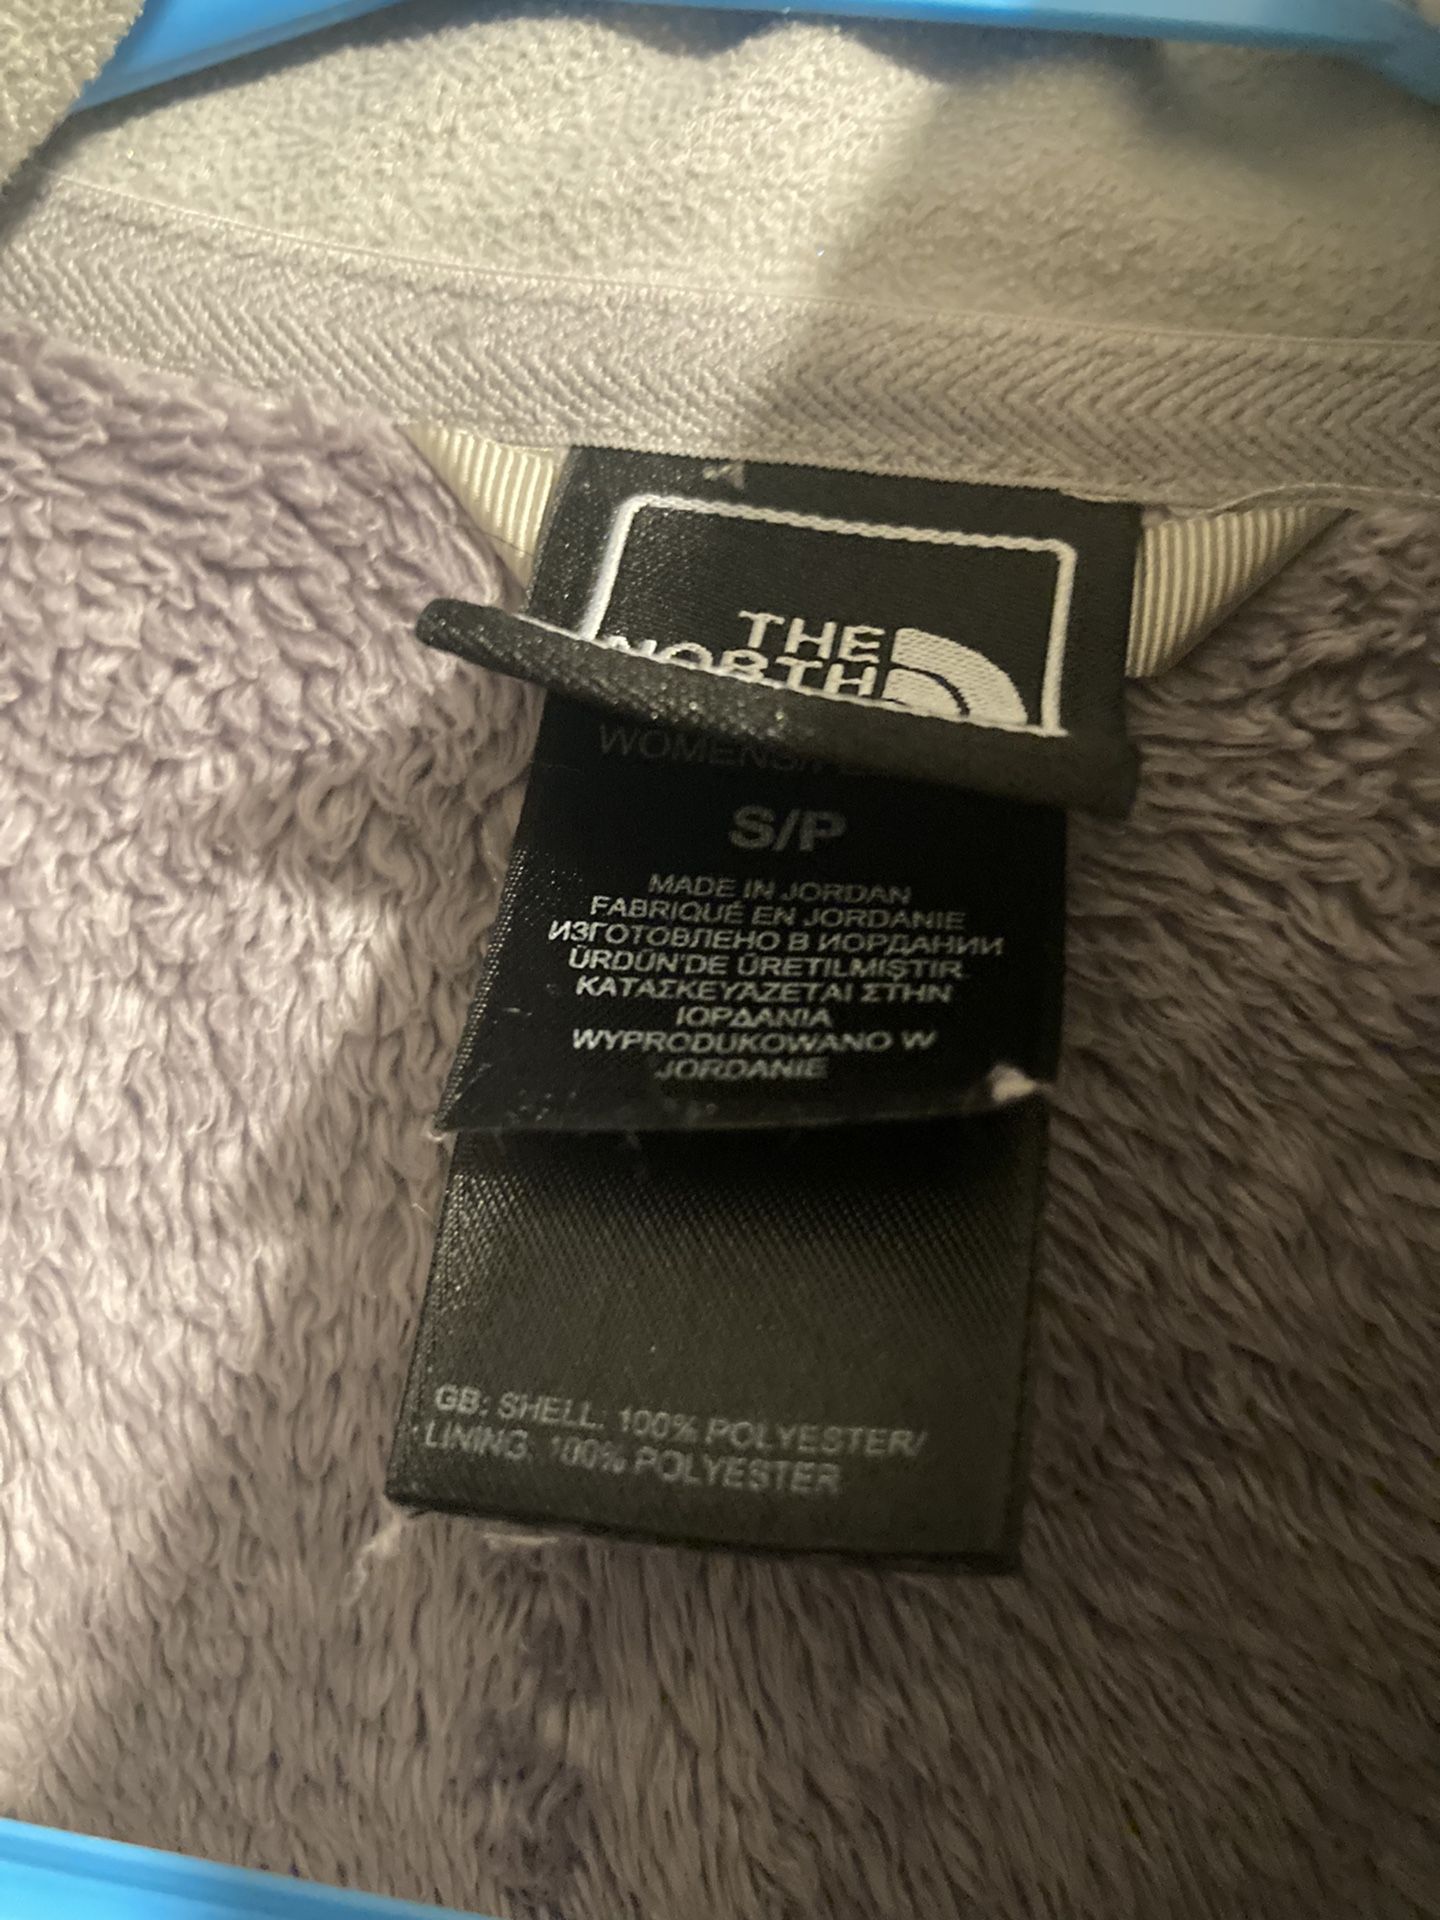 THE
NORTH
WOMENS/
S/P
MADE IN JORDAN
FABRIQUÉ EN JORDANIE
ИЗГОТОВЛЕНО В ИОРДАНИИ
ÜRDÜN'DE ÜRETILMIŞTIR
ΚΑΤΑΣΚΕΥΑΖΕΤΑΙ ΣΤΗΝ
ΙΟΡΔΑΝΙΑ
WYPRODUKOWANO W
JORDANIE
GB: SHELL: 100% POLYESTER/
LINING: 100% POLYESTER